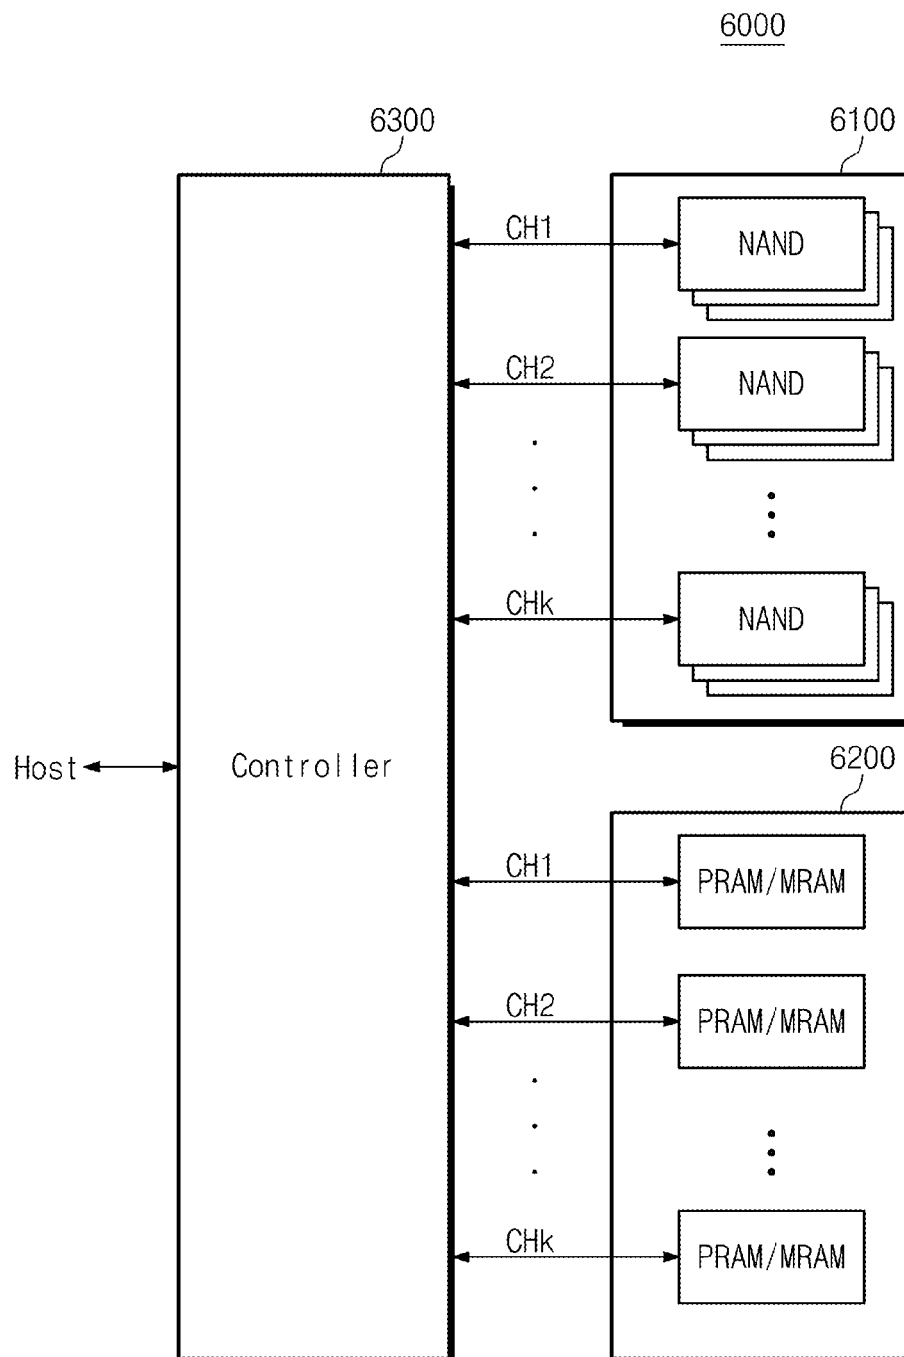 6000
6300
6100
CH1
NAND
CH2
NAND
CHk
NAND
Host
Controller
6200
CH1
PRAM/MRAM
CH2
PRAM/MRAM
CHk
PRAM/MRAM